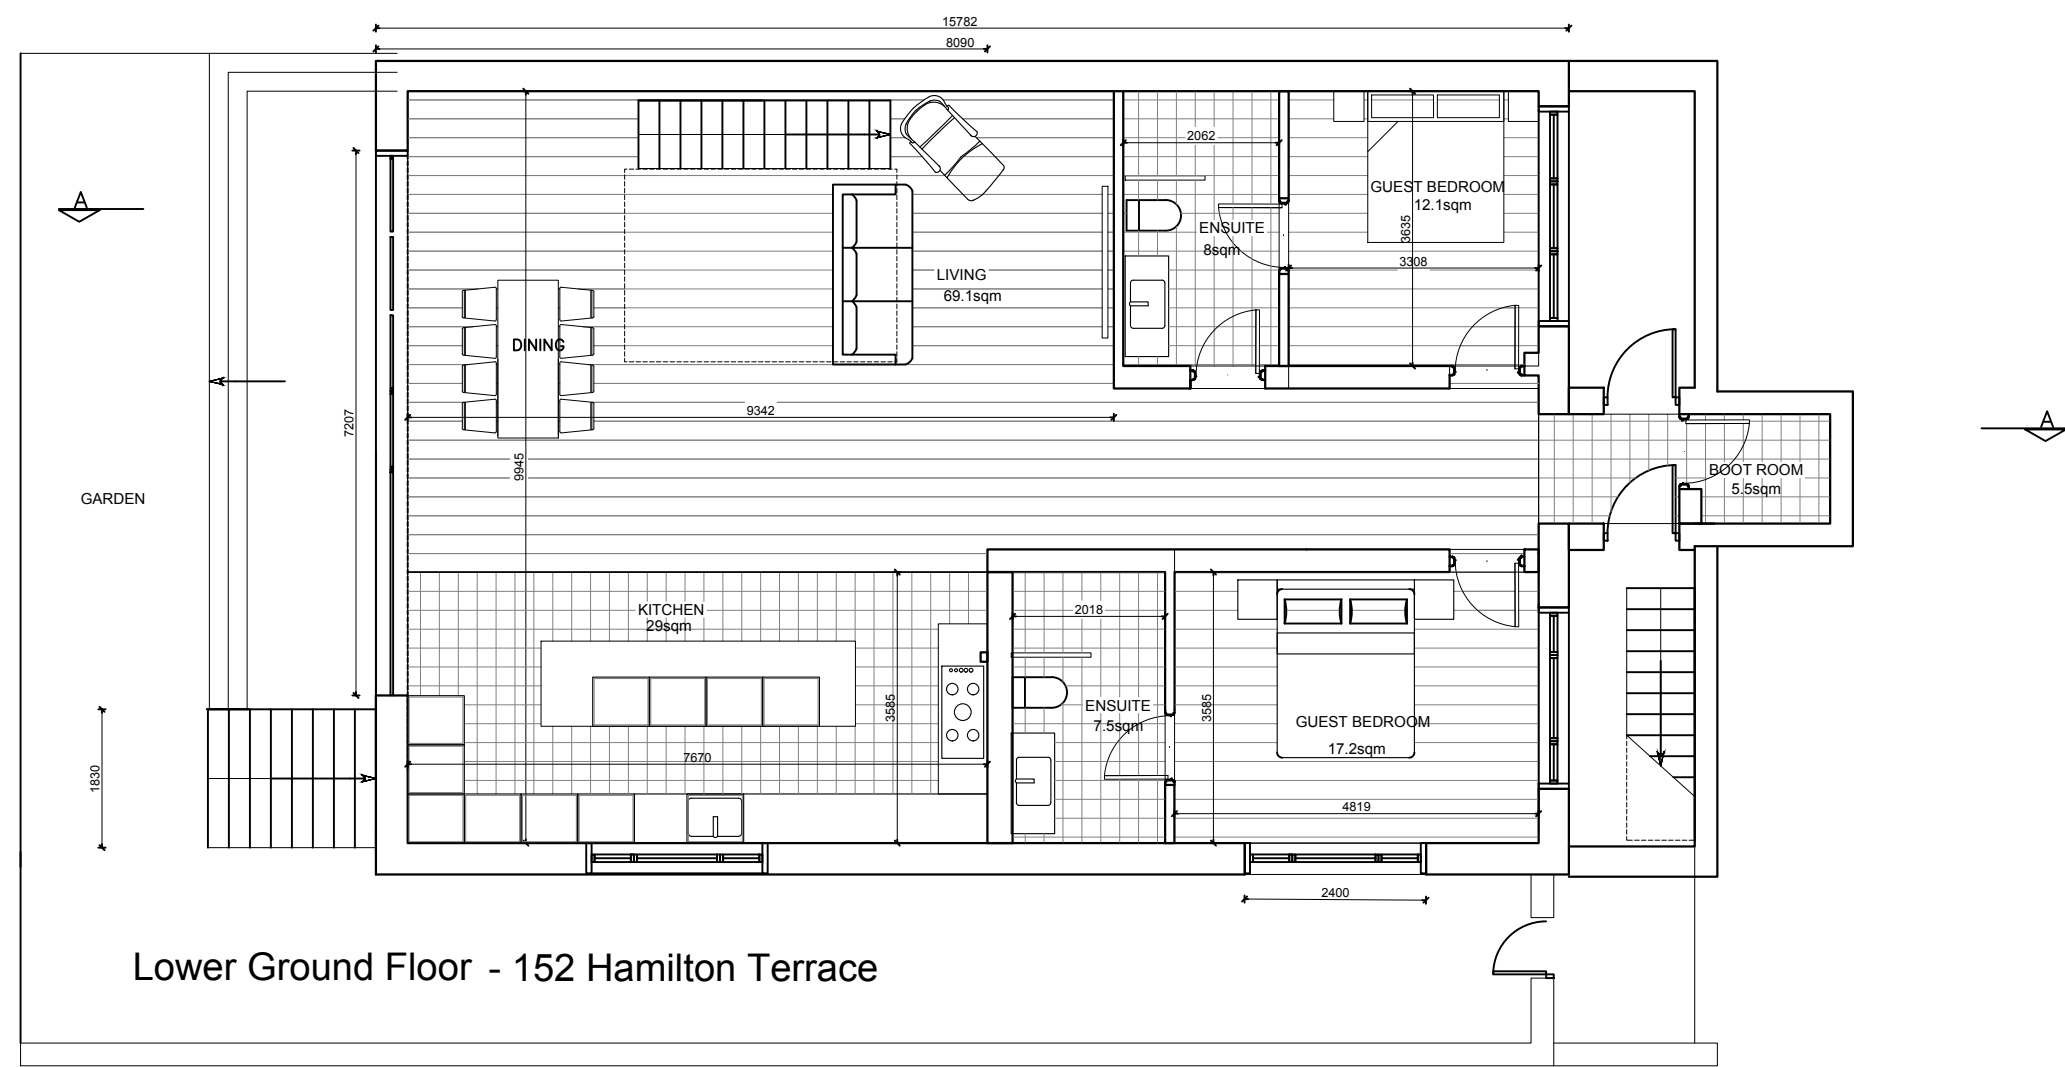 15782
8090
A
2062
GUEST BEDROOM
12.1sqm
3635
ENSUITE
8sqm
3308
LIVING
69.1sqm
DINING
7207
9342
9945
A
GARDEN
BOOT ROOM
5.5sqm
KITCHEN
29sqm
2018
3585
ENSUITE
7.5sqm
3585
GUEST BEDROOM
17.2sqm
7670
1830
4819
2400
Lower Ground Floor - 152 Hamilton Terrace